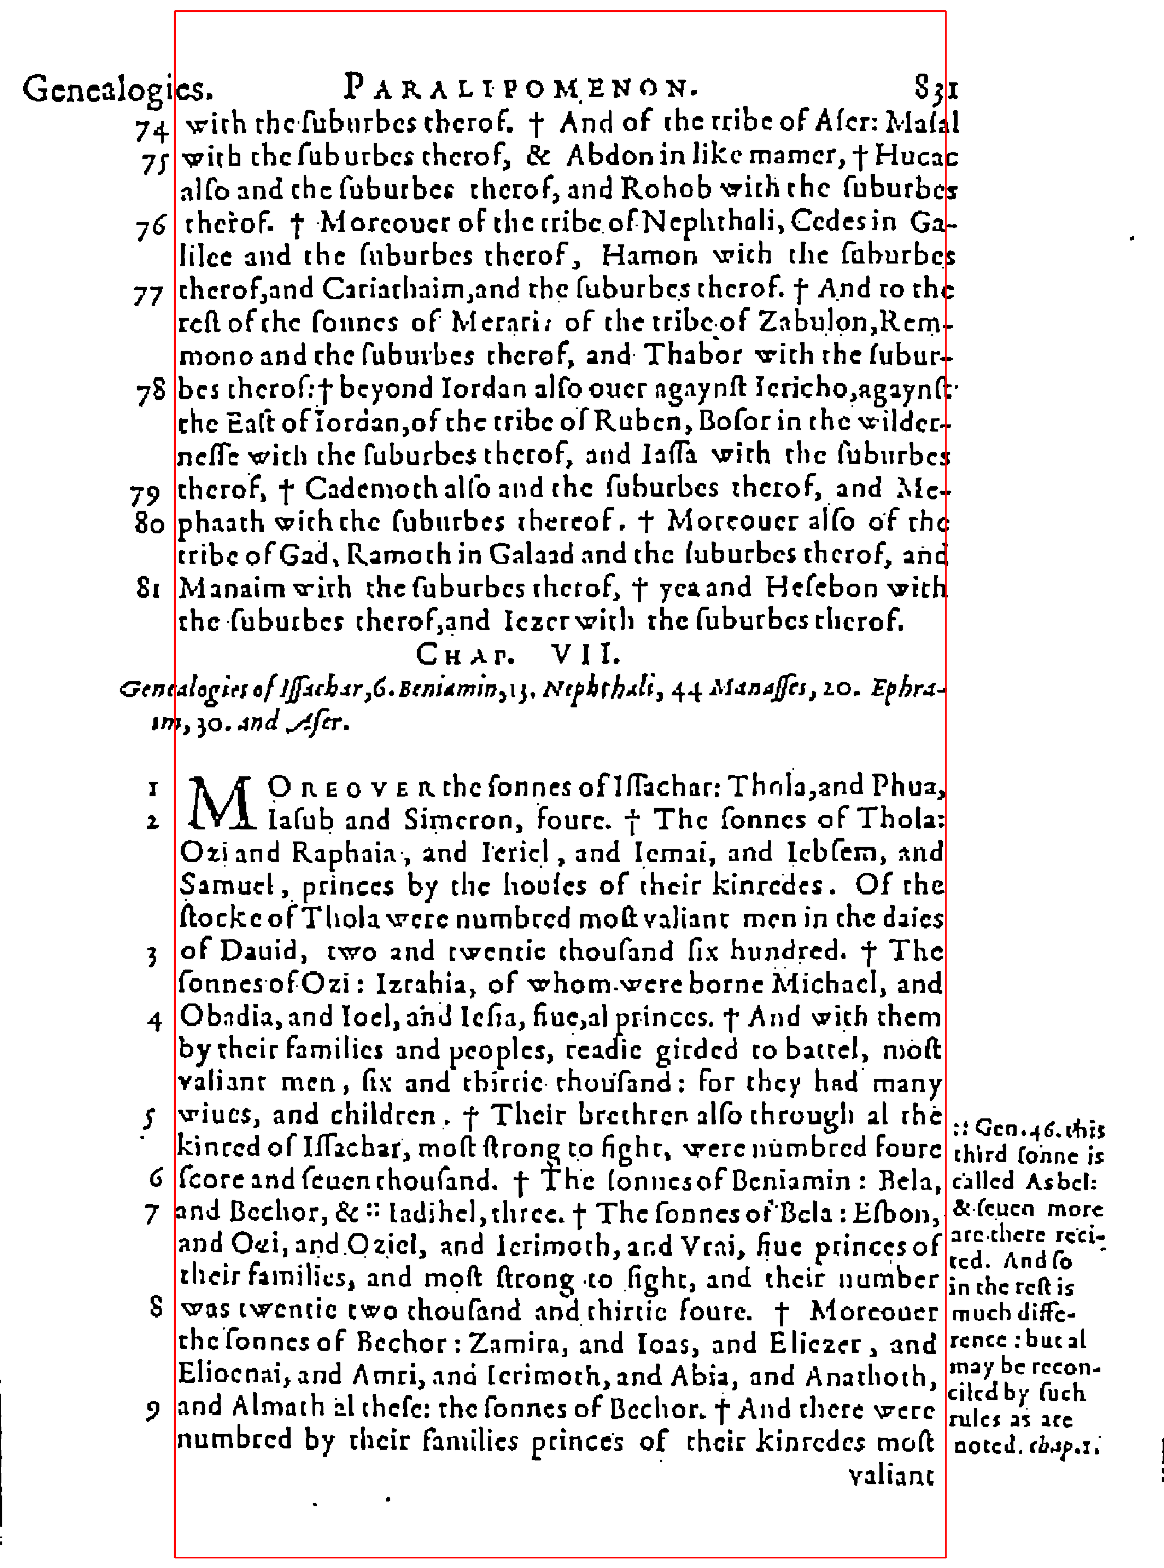 Genealogies. PARALIPOMENON. 831
74 with the ſuburbes therof. † And of the tribe of Aſer: Maſal
75 with the ſuburbes therof, & Abdon in like maner, † Hucac
alſo and the ſuburbes therof, and Rohob with the ſuburbes
76 therof. † Moreouer of the tribe of Nephthali, Cedes in Ga-
lilee and the ſuburbes therof, Hamon with the ſuburbes
77 therof, and Cariathaim, and the ſuburbes therof. † And to the
reſt of the ſonnes of Merari: of the tribe of Zabulon, Rem-
mono and the ſuburbes therof, and Thabor with the ſubur-
78 bes therof: † beyond Iordan alſo ouer agaynſt Iericho, agaynſt
the Eaſt of Iordan, of the tribe of Ruben, Boſor in the wilder-
neſſe with the ſuburbes therof, and Iaſſa with the ſuburbes
79 therof, † Cademoth alſo and the ſuburbes therof, and Me-
80 phaath with the ſuburbes thereof. † Moreouer alſo of the
tribe of Gad, Ramoth in Galaad and the ſuburbes therof, and
81 Manaim with the ſuburbes therof, † yea and Heſebon with
the ſuburbes therof, and Iezer with the ſuburbes therof.
CHAP. VII.
Genealogies of Iſſachar, 6. Beniamin, 13. Nephthali, 44 Manaſſes, 20. Ephra-
im, 30. and Aſer.
1 MOREOVER the ſonnes of Iſſachar: Thola, and Phua,
2 Iaſub and Simeron, foure. † The ſonnes of Thola:
Ozi and Raphaia, and Ieriel, and Iemai, and Iebſem, and
Samuel, princes by the houſes of their kinredes. Of the
ſtocke of Thola were numbred moſt valiant men in the daies
3 of Dauid, two and twentie thouſand ſix hundred. † The
ſonnes of Ozi: Izrahia, of whom were borne Michael, and
4 Obadia, and Ioel, and Ieſia, fiue, al princes. † And with them
by their families and peoples, readie girded to battel, moſt
valiant men, ſix and thirtie thouſand: for they had many
5 wiues, and children. † Their brethren alſo through al the
kinred of Iſſachar, moſt ſtrong to fight, were numbred foure
6 ſcore and ſeuen thouſand. † The ſonnes of Beniamin: Bela,
7 and Bechor, & :: Iadihel, three. † The ſonnes of Bela: Eſbon,
and Ozi, and Oziel, and Ierimoth, and Vrai, fiue princes of
their families, and moſt ſtrong to fight, and their number
8 was twentie two thouſand and thirtie foure. † Moreouer
the ſonnes of Bechor: Zamira, and Ioas, and Eliezer, and
Elioenai, and Amri, and Ierimoth, and Abia, and Anathoth,
9 and Almath al theſe: the ſonnes of Bechor. † And there were
numbred by their families princes of their kinredes moſt
valiant
:: Gen. 46. this
third ſonne is
called Asbel:
& ſeuen more
are there reci-
ted. And ſo
in the reſt is
much diffe-
rence: but al
may be recon-
ciled by ſuch
rules as are
noted. chap. 1.